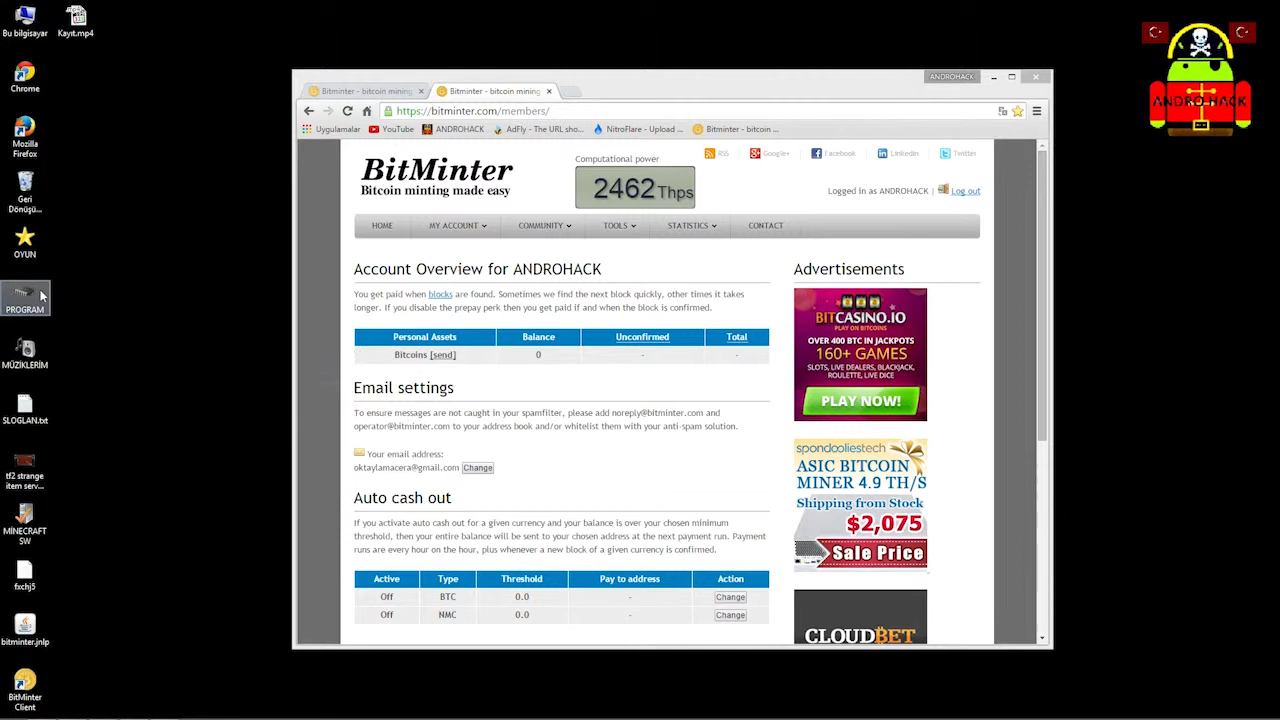 Bu bilgisayar
Kayıt.mp4
Chrome
Mozilla
Firefox
Geri
Dönüşü...
OYUN
PROGRAM
MÜZİKLERİM
SLOGLAN.txt
tf2 strange
item serv...
MİNECRAFT
SW
fxchj5
bitminter.jnlp
BitMinter
Client
ANDROHACK
Bitminter - bitcoin mining
Bitminter - bitcoin mining
https://bitminter.com/members/
Uygulamalar
YouTube
ANDROHACK
AdFly - The URL sho...
NitroFlare - Upload ...
Bitminter - bitcoin ...
BitMinter
Bitcoin minting made easy
Computational power
2462 Thps
RSS
Google+
Facebook
LinkedIn
Twitter
Logged in as ANDROHACK | Log out
HOME
MY ACCOUNT
COMMUNITY
TOOLS
STATISTICS
CONTACT
Account Overview for ANDROHACK
You get paid when blocks are found. Sometimes we find the next block quickly, other times it takes
longer. If you disable the prepay perk then you get paid if and when the block is confirmed.
Personal Assets Balance Unconfirmed Total
Bitcoins [send] 0 - -
Email settings
To ensure messages are not caught in your spamfilter, please add noreply@bitminter.com and
operator@bitminter.com to your address book and/or whitelist them with your anti-spam solution.
Your email address:
oktaylamacera@gmail.com Change
Auto cash out
If you activate auto cash out for a given currency and your balance is over your chosen minimum
threshold, then your entire balance will be sent to your chosen address at the next payment run. Payment
runs are every hour on the hour, plus whenever a new block of a given currency is confirmed.
Active Type Threshold Pay to address Action
Off BTC 0.0 - Change
Off NMC 0.0 - Change
Advertisements
BITCASINO.IO
PLAY ON BITCOINS
OVER 400 BTC IN JACKPOTS
160+ GAMES
SLOTS, LIVE DEALERS, BLACKJACK,
ROULETTE, LIVE DICE
PLAY NOW!
spondooliestech
ASIC BITCOIN
MINER 4.9 TH/S
Shipping from Stock
$2,075
Sale Price
CLOUDBET
ANDRO HACK